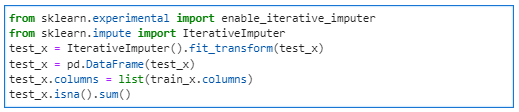 from sklearn.experimental import enable_iterative_imputer
from sklearn.impute import IterativeImputer
test_x = IterativeImputer().fit_transform(test_x)
test_x = pd.DataFrame(test_x)
test_x.columns = list(train_x.columns)
test_x.isna().sum()